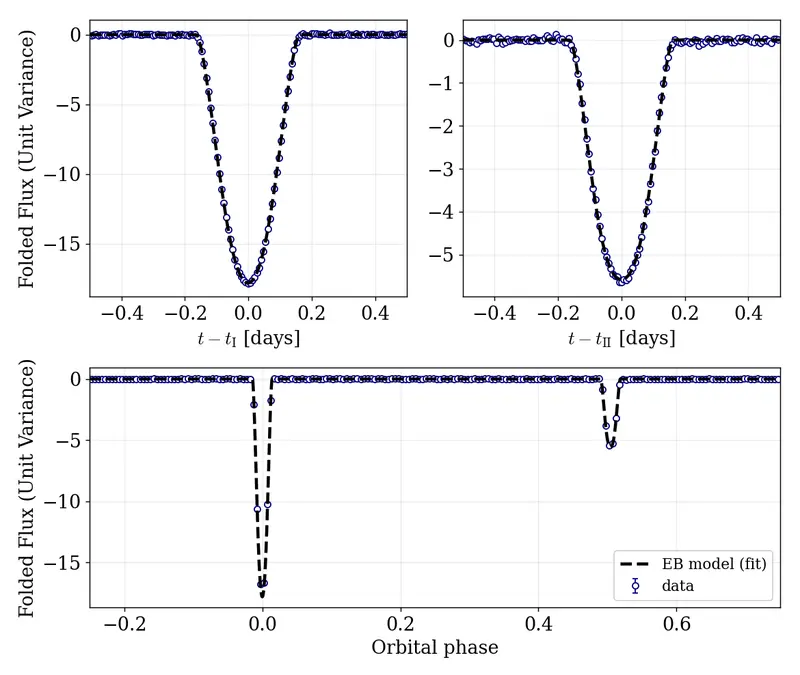 Folded Flux (Unit Variance)
0
−5
−10
−15
−0.4 −0.2 0.0 0.2 0.4
t − t_I [days]
0
−1
−2
−3
−4
−5
−0.4 −0.2 0.0 0.2 0.4
t − t_II [days]
Folded Flux (Unit Variance)
0
−5
−10
−15
−0.2 0.0 0.2 0.4 0.6
Orbital phase
EB model (fit)
data